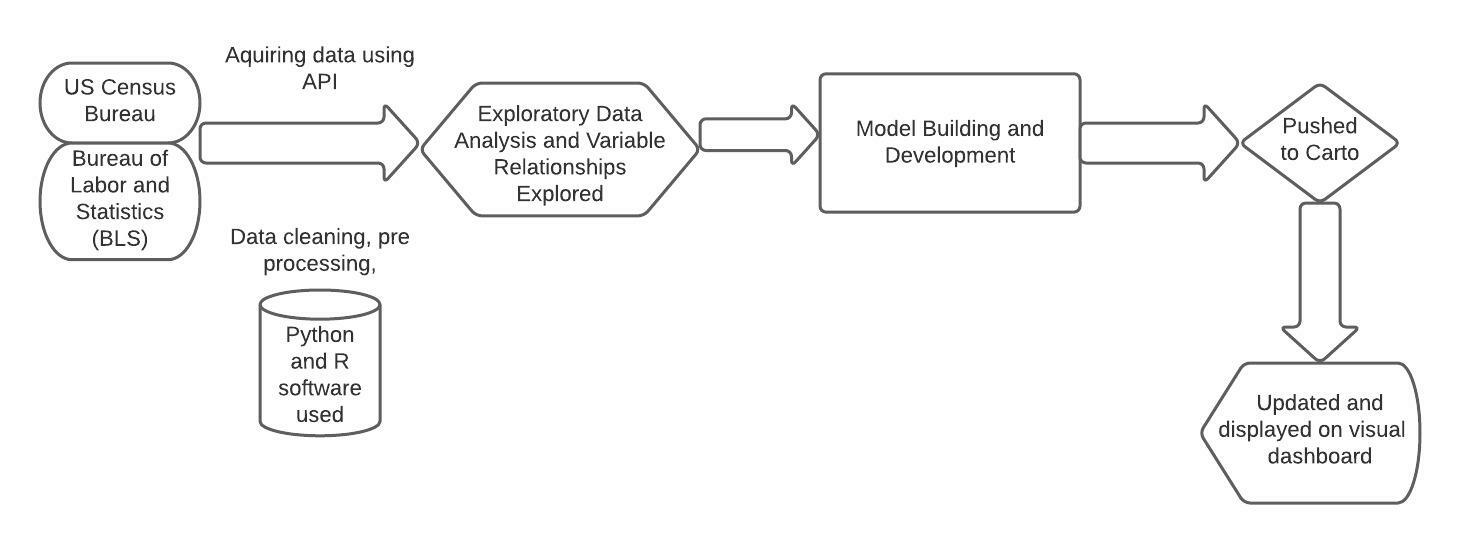 US Census
Bureau
Bureau of
Labor and
Statistics
(BLS)
Aquiring data using
API
Data cleaning, pre
processing,
Python
and R
software
used
Exploratory Data
Analysis and Variable
Relationships
Explored
Model Building and
Development
Pushed
to Carto
Updated and
displayed on visual
dashboard